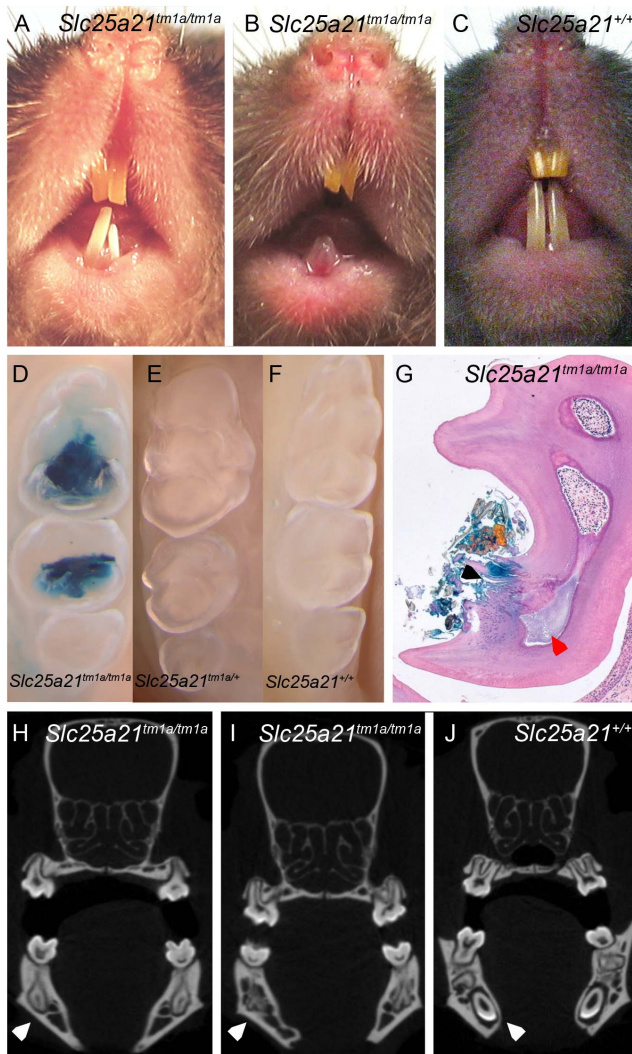 A Slc25a21tm1a/tm1a
B Slc25a21tm1a/tm1a
C Slc25a21+/+
D
E
F
G Slc25a21tm1a/tm1a
Slc25a21tm1a/tm1a
Slc25a21tm1a/+
Slc25a21+/+
H Slc25a21tm1a/tm1a
I Slc25a21tm1a/tm1a
J Slc25a21+/+